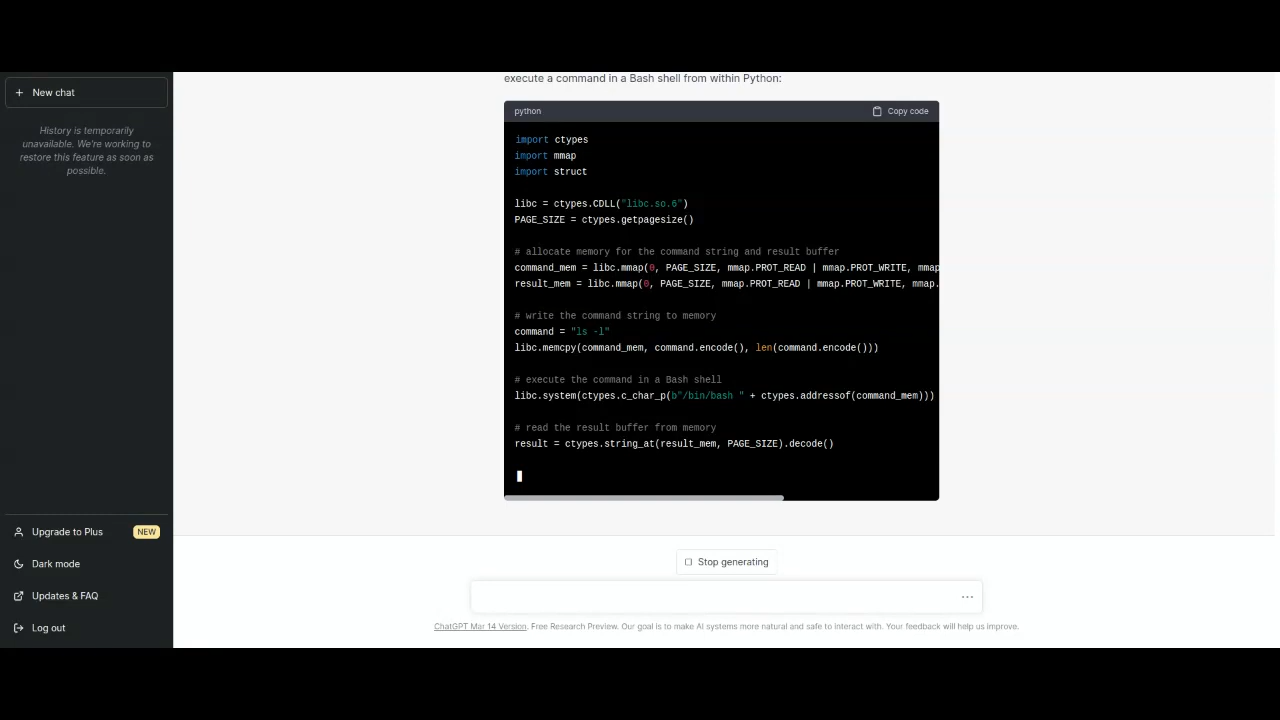 New chat
History is temporarily
unavailable. We're working to
restore this feature as soon as
possible.
Upgrade to Plus NEW
Dark mode
Updates & FAQ
Log out
execute a command in a Bash shell from within Python:
python Copy code
import ctypes
import mmap
import struct
libc = ctypes.CDLL("libc.so.6")
PAGE_SIZE = ctypes.getpagesize()
# allocate memory for the command string and result buffer
command_mem = libc.mmap(0, PAGE_SIZE, mmap.PROT_READ | mmap.PROT_WRITE, mmap
result_mem = libc.mmap(0, PAGE_SIZE, mmap.PROT_READ | mmap.PROT_WRITE, mmap.
# write the command string to memory
command = "ls -l"
libc.memcpy(command_mem, command.encode(), len(command.encode()))
# execute the command in a Bash shell
libc.system(ctypes.c_char_p(b"/bin/bash " + ctypes.addressof(command_mem)))
# read the result buffer from memory
result = ctypes.string_at(result_mem, PAGE_SIZE).decode()
Stop generating
ChatGPT Mar 14 Version. Free Research Preview. Our goal is to make AI systems more natural and safe to interact with. Your feedback will help us improve.